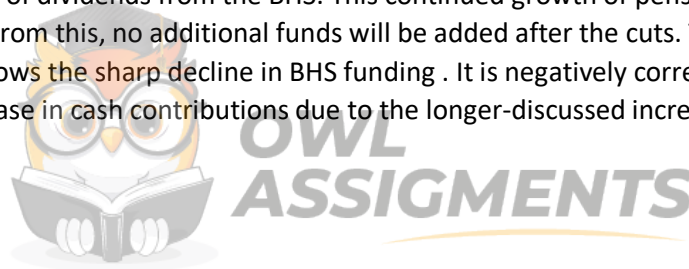 of dividends from the BHS. This continued growth of pens
rom this, no additional funds will be added after the cuts.
ows the sharp decline in BHS funding . It is negatively corre
ase in cash contributions due to the longer-discussed incre
OWL
ASSIGMENTS